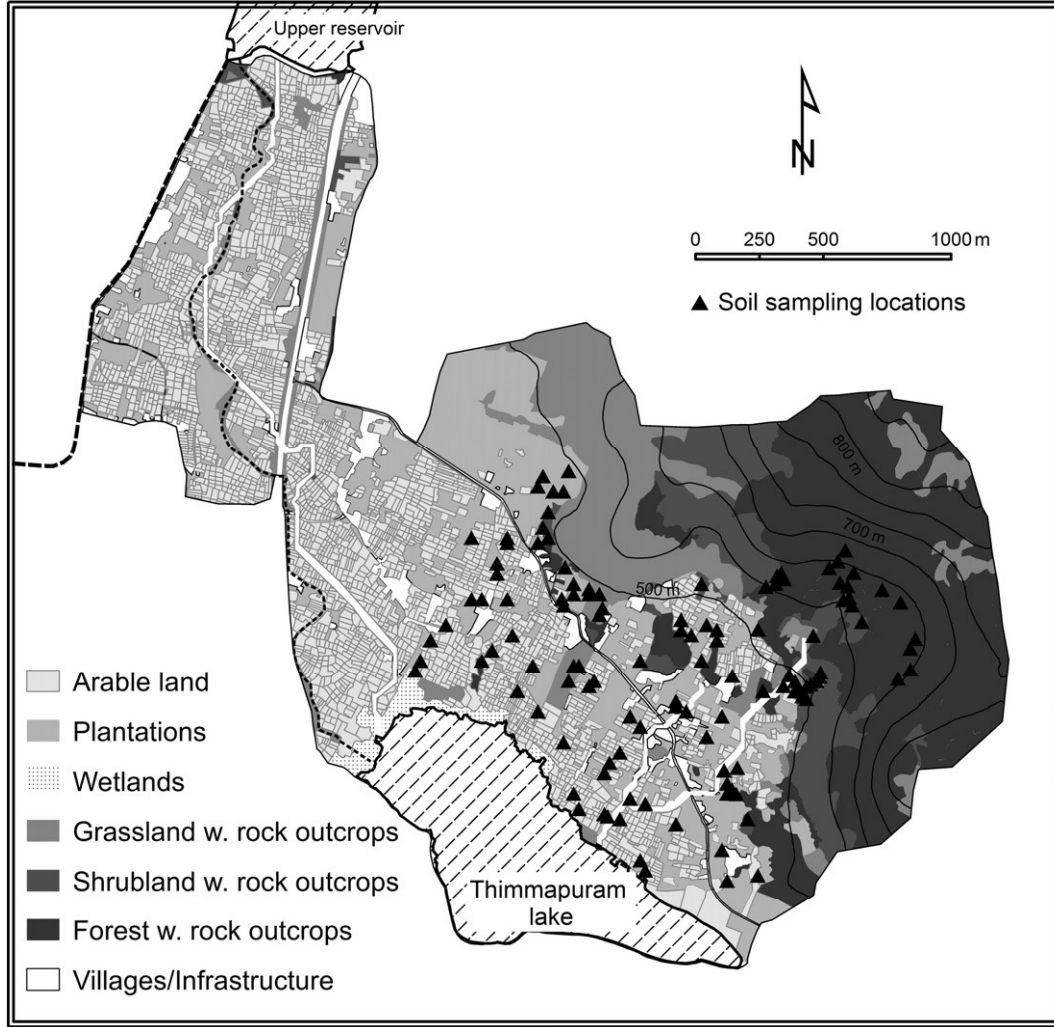 Upper reservoir
N
0 250 500 1000 m
Soil sampling locations
800 m
700 m
500 m
Arable land
Plantations
Wetlands
Grassland w. rock outcrops
Shrubland w. rock outcrops
Forest w. rock outcrops
Villages/Infrastructure
Thimmapuram
lake